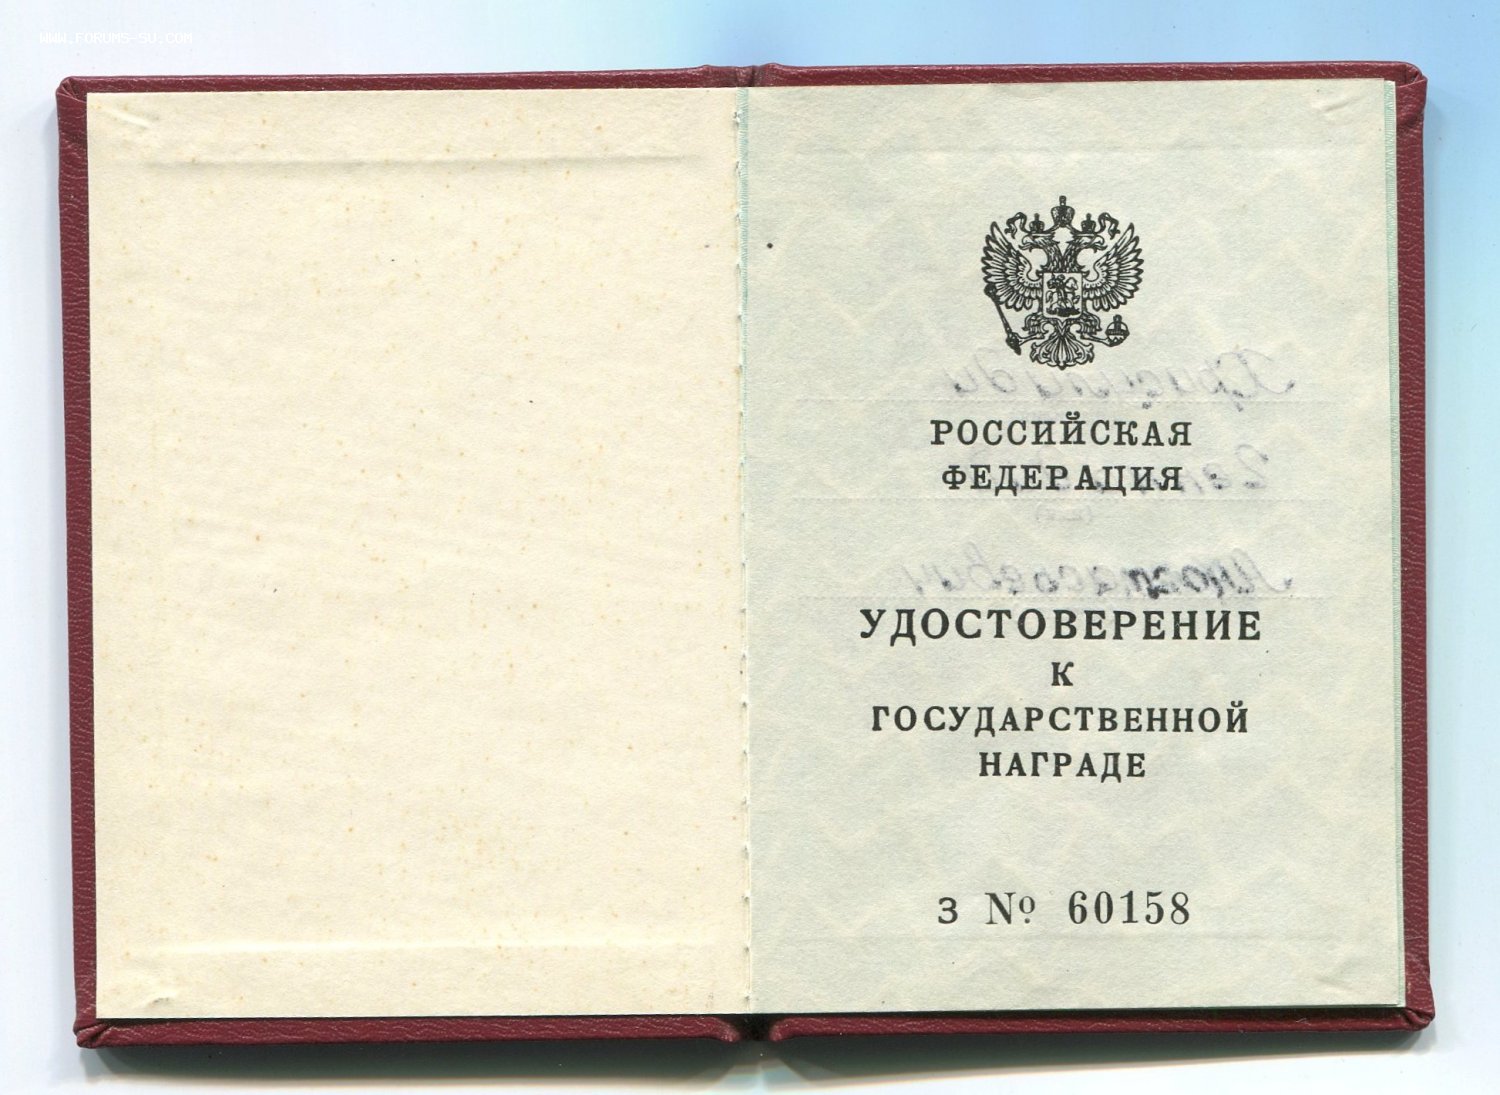 WWW.FORUMS-SU.COM
РОССИЙСКАЯ
ФЕДЕРАЦИЯ
УДОСТОВЕРЕНИЕ
К
ГОСУДАРСТВЕННОЙ
НАГРАДЕ
З № 60158